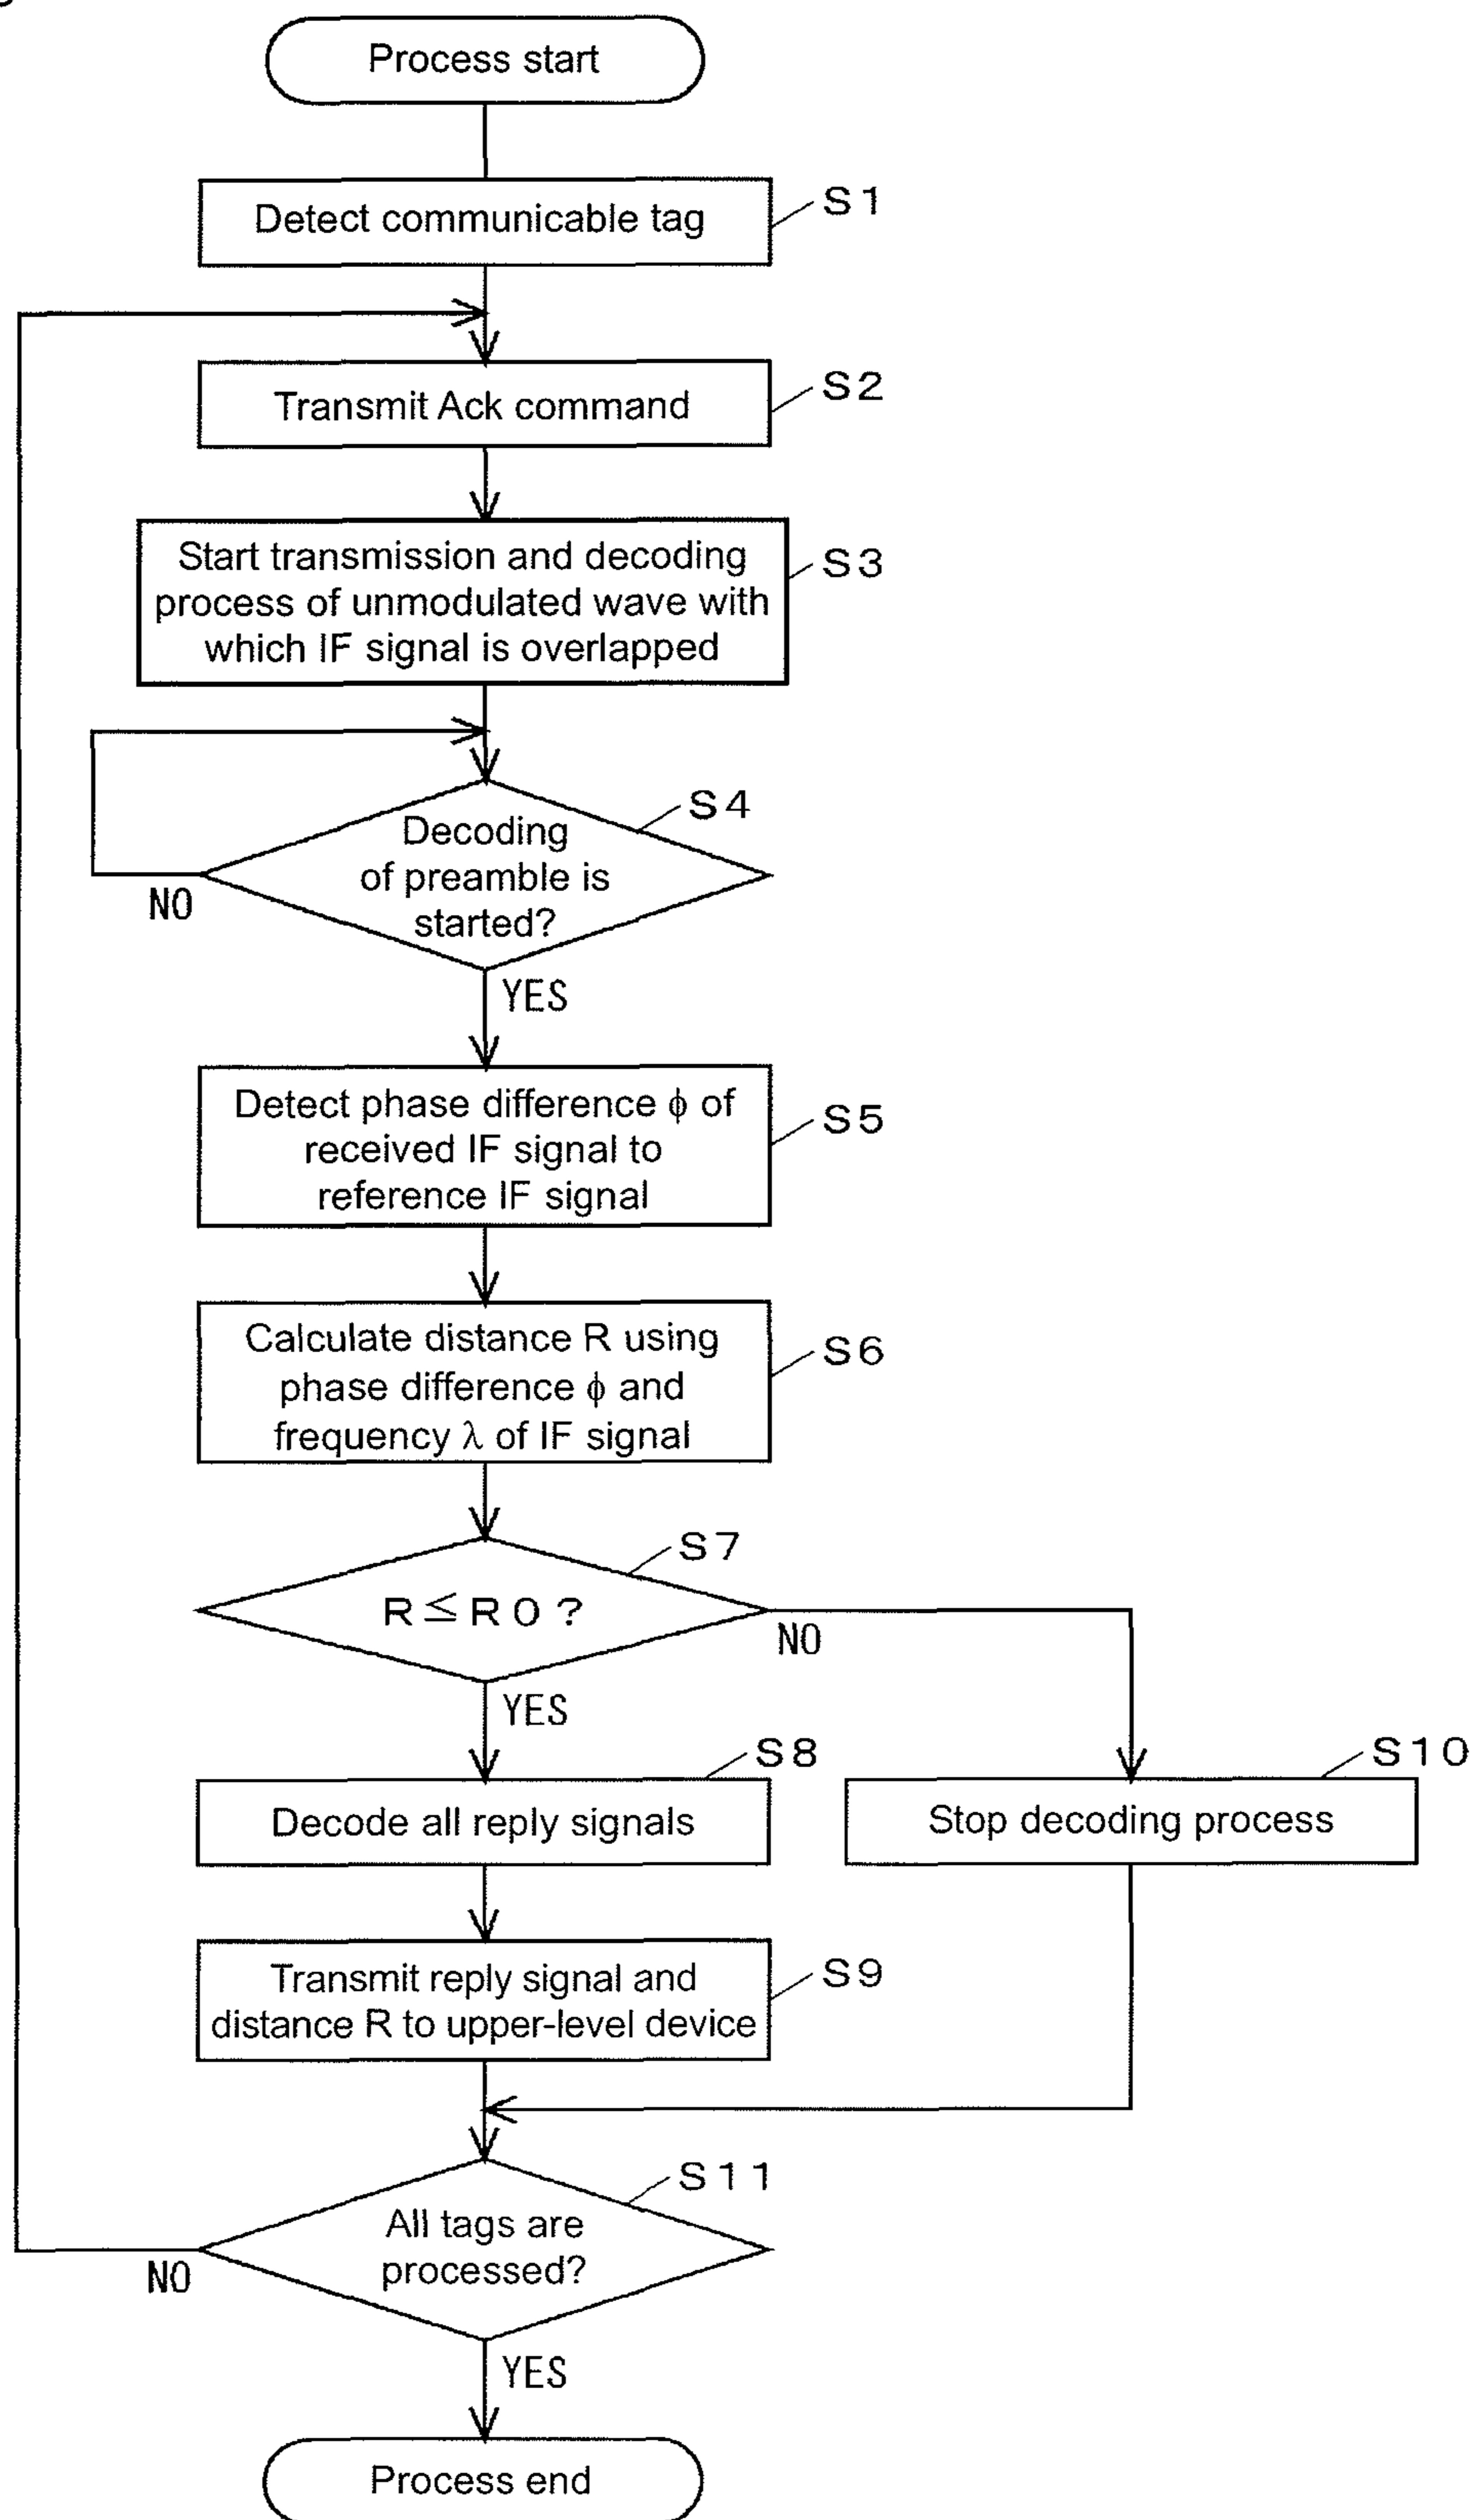 Process start
Detect communicable tag
S1
Transmit Ack command
S2
Start transmission and decoding
process of unmodulated wave with
which IF signal is overlapped
S3
S4
Decoding
of preamble is
started?
NO
YES
Detect phase difference ϕ of
received IF signal to
reference IF signal
S5
Calculate distance R using
phase difference ϕ and
frequency λ of IF signal
S6
S7
R≦R0?
NO
YES
S8
Decode all reply signals
S10
Stop decoding process
Transmit reply signal and
distance R to upper-level device
S9
S11
All tags are
processed?
NO
YES
Process end